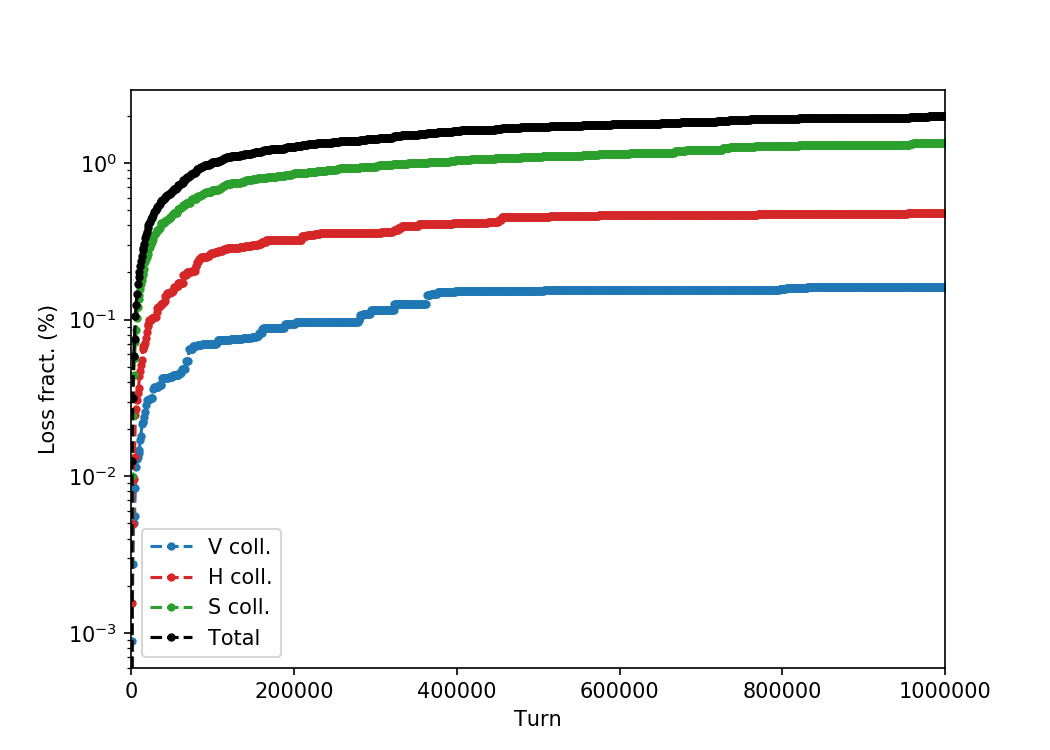 Loss fract. (%)
10⁰
10⁻¹
10⁻²
10⁻³
V coll.
H coll.
S coll.
Total
0 200000 400000 600000 800000 1000000
Turn